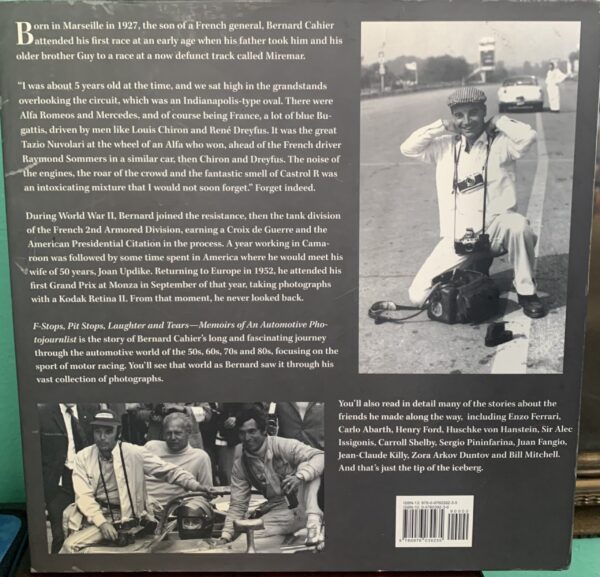 Born in Marseille in 1927, the son of a French general, Bernard Cahier
attended his first race at an early age when his father took him and his
older brother Guy to a race at a now defunct track called Miremar.
“I was about 5 years old at the time, and we sat high in the grandstands
overlooking the circuit, which was an Indianapolis-type oval. There were
Alfa Romeos and Mercedes, and of course being France, a lot of blue Bu-
gattis, driven by men like Louis Chiron and René Dreyfus. It was the great
Tazio Nuvolari at the wheel of an Alfa who won, ahead of the French driver
Raymond Sommers in a similar car, then Chiron and Dreyfus. The noise of
the engines, the roar of the crowd and the fantastic smell of Castrol R was
an intoxicating mixture that I would not soon forget.” Forget indeed.
During World War II, Bernard joined the resistance, then the tank division
of the French 2nd Armored Division, earning a Croix de Guerre and the
American Presidential Citation in the process. A year working in Cama-
roon was followed by some time spent in America where he would meet his
wife of 50 years, Joan Updike. Returning to Europe in 1952, he attended his
first Grand Prix at Monza in September of that year, taking photographs
with a Kodak Retina II. From that moment, he never looked back.
F-Stops, Pit Stops, Laughter and Tears—Memoirs of An Automotive Pho-
tojournalist is the story of Bernard Cahier’s long and fascinating journey
through the automotive world of the 50s, 60s, 70s and 80s, focusing on the
sport of motor racing. You’ll see that world as Bernard saw it through his
vast collection of photographs.
You’ll also read in detail many of the stories about the
friends he made along the way, including Enzo Ferrari,
Carlo Abarth, Henry Ford, Huschke von Hanstein, Sir Alec
Issigonis, Carroll Shelby, Sergio Pininfarina, Juan Fangio,
Jean-Claude Killy, Zora Arkov Duntov and Bill Mitchell.
And that’s just the tip of the iceberg.
ISBN-13
ISBN-10
90000